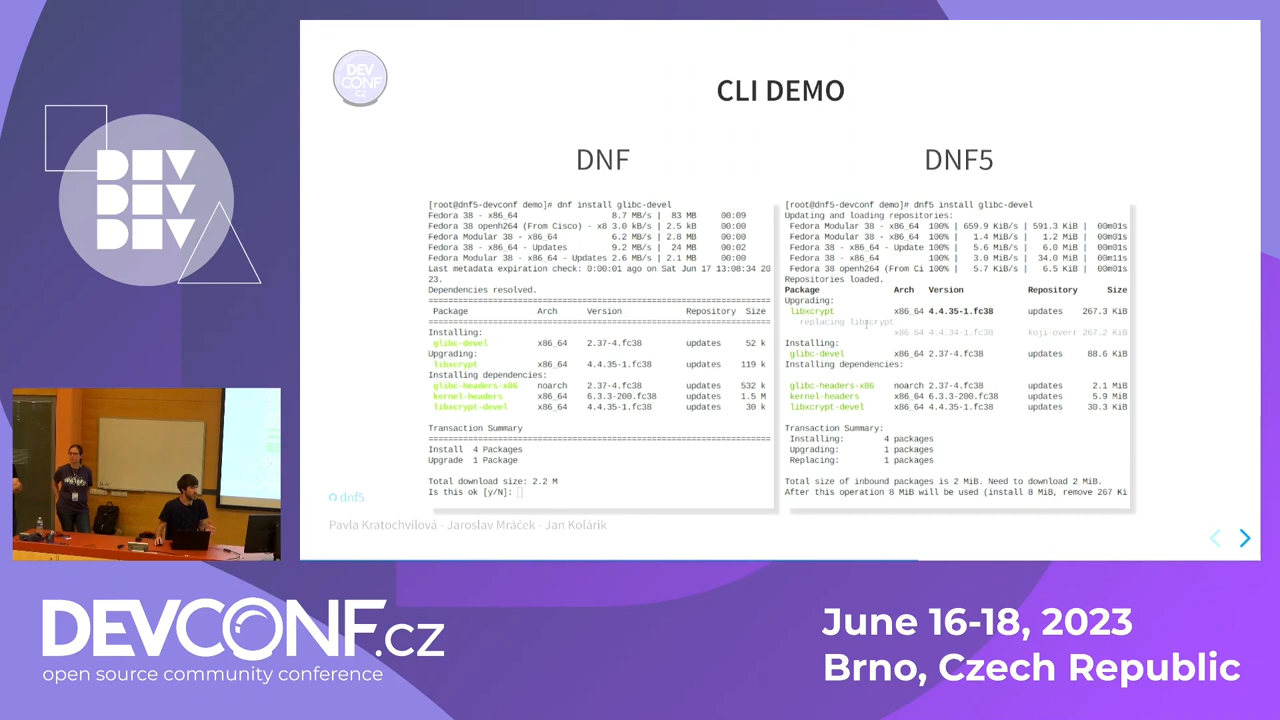 DEV
CONF
.CZ
CLI DEMO
DNF
DNF5
[root@dnf5-devconf demo]# dnf install glibc-devel
Fedora 38 - x86_64 8.7 MB/s | 83 MB 00:09
Fedora 38 openh264 (From Cisco) - x8 3.0 kB/s | 2.5 kB 00:00
Fedora Modular 38 - x86_64 6.2 MB/s | 2.8 MB 00:00
Fedora 38 - x86_64 - Updates 9.2 MB/s | 24 MB 00:02
Fedora Modular 38 - x86_64 - Updates 2.6 MB/s | 2.1 MB 00:00
Last metadata expiration check: 0:00:01 ago on Sat Jun 17 13:08:34 20
23.
Dependencies resolved.
Package Arch Version Repository Size
Installing:
glibc-devel x86_64 2.37-4.fc38 updates 52 k
Upgrading:
libxcrypt x86_64 4.4.35-1.fc38 updates 119 k
Installing dependencies:
glibc-headers-x86 noarch 2.37-4.fc38 updates 532 k
kernel-headers x86_64 6.3.3-200.fc38 updates 1.5 M
libxcrypt-devel x86_64 4.4.35-1.fc38 updates 30 k
Transaction Summary
Install 4 Packages
Upgrade 1 Package
Total download size: 2.2 M
Is this ok [y/N]:
[root@dnf5-devconf demo]# dnf5 install glibc-devel
Updating and loading repositories:
Fedora Modular 38 - x86_64 100% | 659.9 KiB/s | 591.3 KiB | 00m01s
Fedora Modular 38 - x86_64 100% | 1.4 MiB/s | 1.2 MiB | 00m01s
Fedora 38 - x86_64 - Update 100% | 5.6 MiB/s | 6.0 MiB | 00m01s
Fedora 38 - x86_64 100% | 3.0 MiB/s | 34.0 MiB | 00m11s
Fedora 38 openh264 (From Ci 100% | 5.7 KiB/s | 6.5 KiB | 00m01s
Repositories loaded.
Package Arch Version Repository Size
Upgrading:
libxcrypt x86_64 4.4.35-1.fc38 updates 267.3 KiB
replacing libxcrypt
x86_64 4.4.34-1.fc38 koji-overr 267.2 KiB
Installing:
glibc-devel x86_64 2.37-4.fc38 updates 88.6 KiB
Installing dependencies:
glibc-headers-x86 noarch 2.37-4.fc38 updates 2.1 MiB
kernel-headers x86_64 6.3.3-200.fc38 updates 5.9 MiB
libxcrypt-devel x86_64 4.4.35-1.fc38 updates 30.3 KiB
Transaction Summary:
Installing: 4 packages
Upgrading: 1 packages
Replacing: 1 packages
Total size of inbound packages is 2 MiB. Need to download 2 MiB.
After this operation 8 MiB will be used (install 8 MiB, remove 267 Ki
dnf5
Pavla Kratochvílová - Jaroslav Mráček - Jan Kolárik
DEV
DEV
DEV
DEVCONF.cz
open source community conference
June 16-18, 2023
Brno, Czech Republic